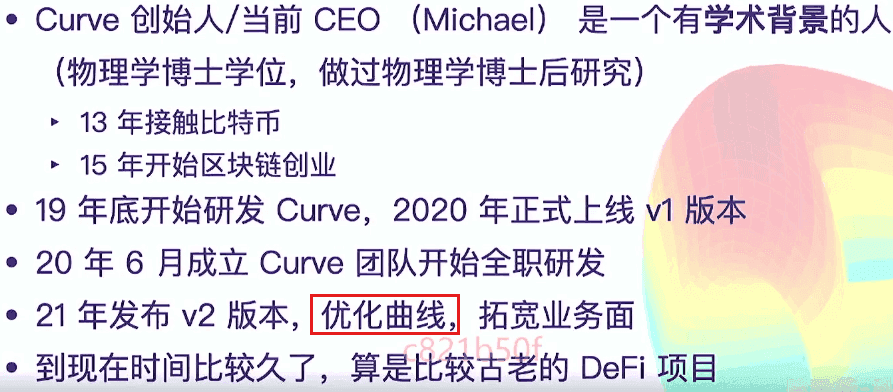 • Curve 创始人/当前 CEO （Michael） 是一个有学术背景的人
（物理学博士学位，做过物理学博士后研究）
‣ 13 年接触比特币
‣ 15 年开始区块链创业
• 19 年底开始研发 Curve，2020 年正式上线 v1 版本
• 20 年 6 月成立 Curve 团队开始全职研发
• 21 年发布 v2 版本，优化曲线，拓宽业务面
c821b50f
• 到现在时间比较久了，算是比较古老的 DeFi 项目